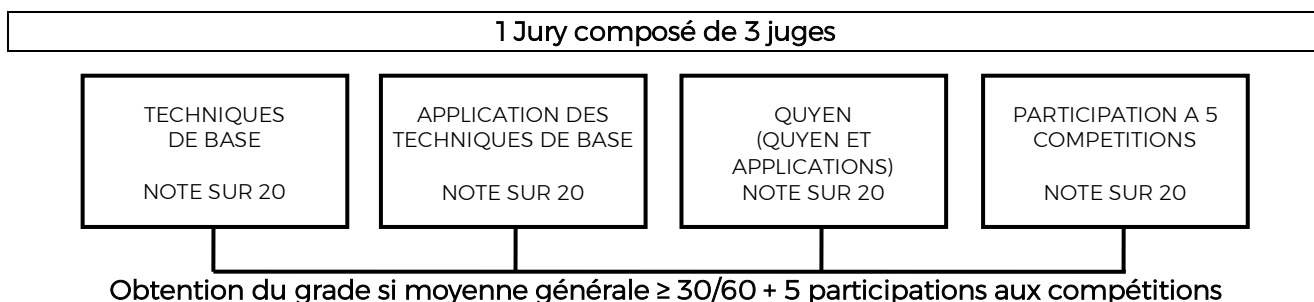 1 Jury composé de 3 juges
TECHNIQUES
DE BASE
NOTE SUR 20
APPLICATION DES
TECHNIQUES DE BASE
NOTE SUR 20
QUYEN
(QUYEN ET
APPLICATIONS)
NOTE SUR 20
PARTICIPATION A 5
COMPETITIONS
NOTE SUR 20
Obtention du grade si moyenne générale ≥ 30/60 + 5 participations aux compétitions